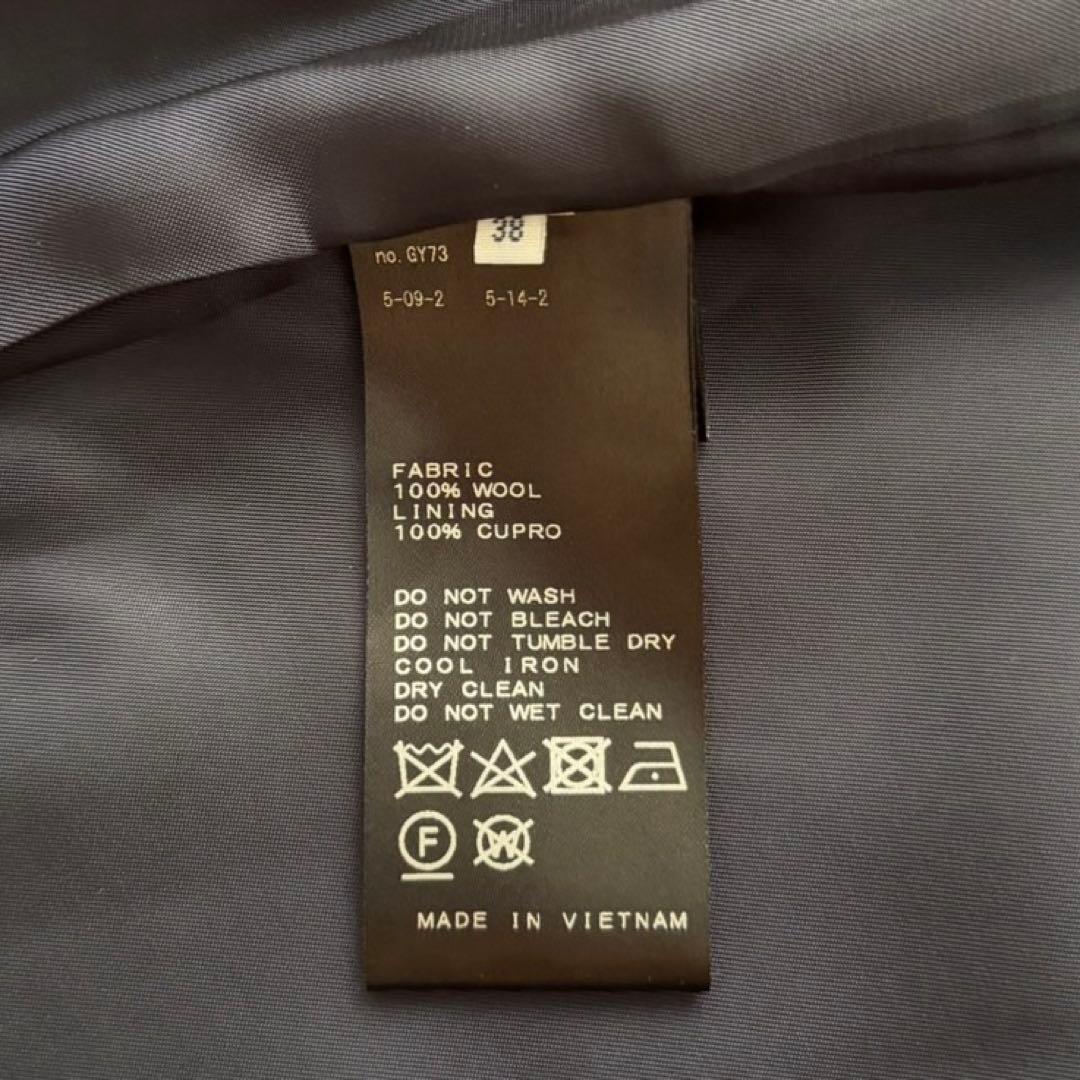 38
no. GY73
5-09-2 5-14-2
FABRIC
100% WOOL
LINING
100% CUPRO
DO NOT WASH
DO NOT BLEACH
DO NOT TUMBLE DRY
COOL IRON
DRY CLEAN
DO NOT WET CLEAN
F W
MADE IN VIETNAM